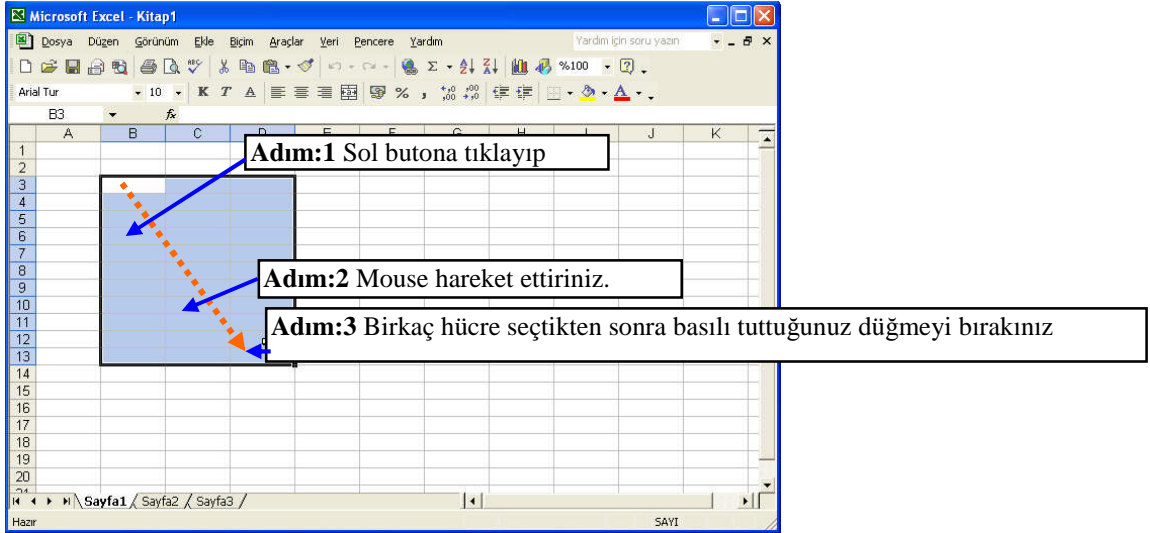 Microsoft Excel - Kitap1
Dosya Düzen Görünüm Ekle Biçim Araçlar Veri Pencere Yardım Yardım için soru yazın
%100
Arial Tur 10 K T A
B3 fx
A B C D E F G H I J K
1
Adım:1 Sol butona tıklayıp
2
3
4
5
6
7
8
Adım:2 Mouse hareket ettiriniz.
9
10
11
Adım:3 Birkaç hücre seçtikten sonra basılı tuttuğunuz düğmeyi bırakınız
12
13
14
15
16
17
18
19
20
21
Sayfa1 Sayfa2 Sayfa3
Hazır SAYI